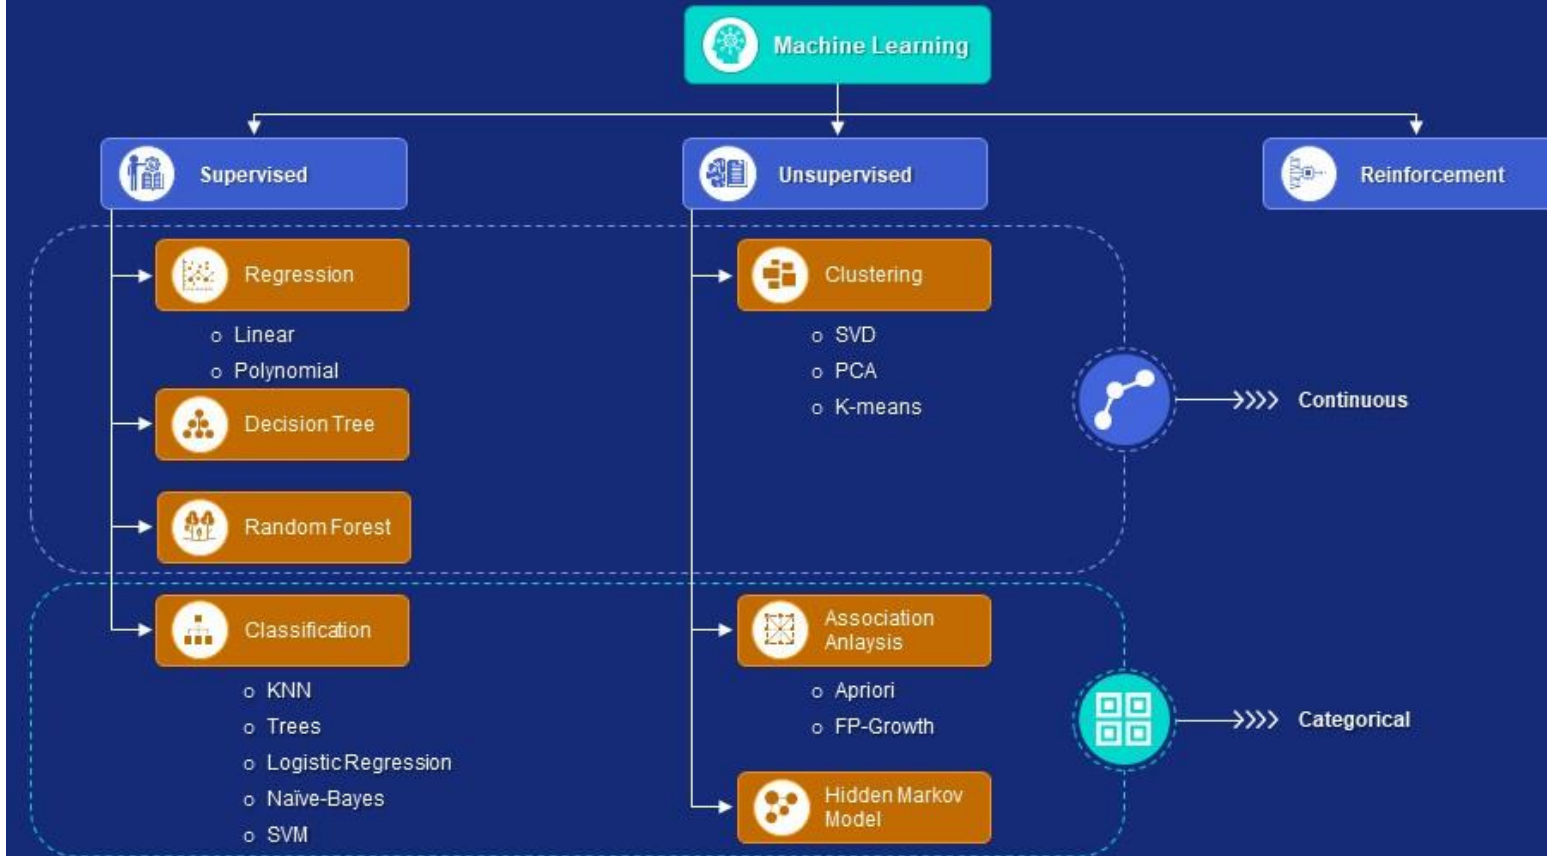 Machine Learning
Supervised
Unsupervised
Reinforcement
Regression
o Linear
o Polynomial
Decision Tree
Random Forest
Clustering
o SVD
o PCA
o K-means
Continuous
Classification
o KNN
o Trees
o Logistic Regression
o Naïve-Bayes
o SVM
Association
Anlaysis
o Apriori
o FP-Growth
Hidden Markov
Model
Categorical